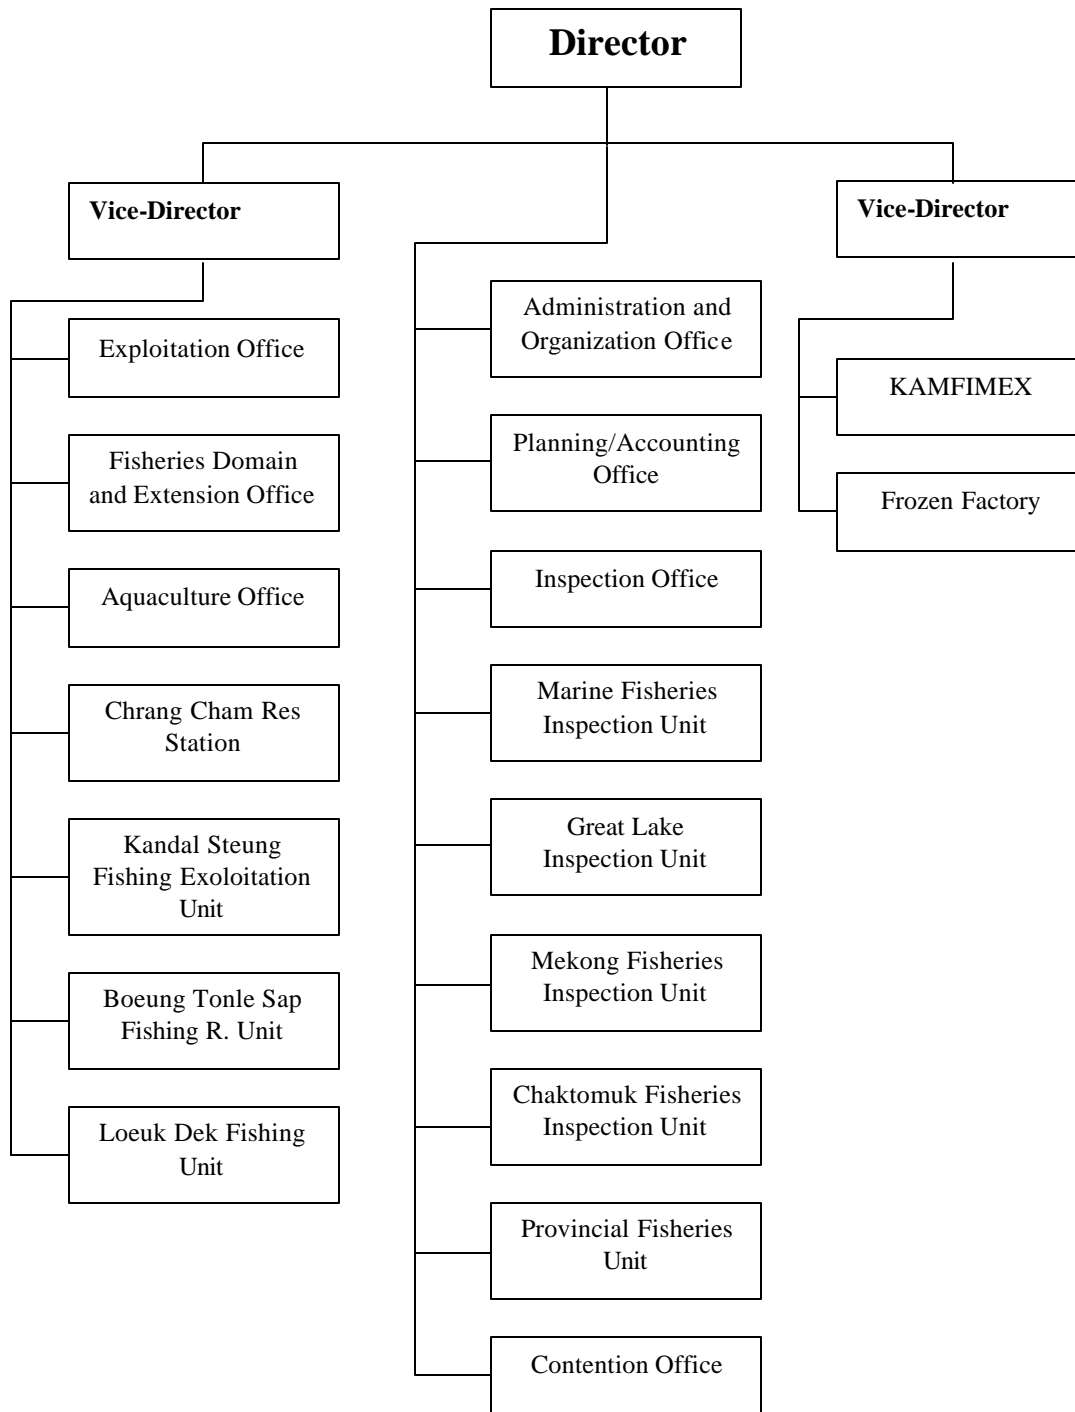 Director
Vice-Director
Exploitation Office
Fisheries Domain
and Extension Office
Aquaculture Office
Chrang Cham Res
Station
Kandal Steung
Fishing Exoloitation
Unit
Boeung Tonle Sap
Fishing R. Unit
Loeuk Dek Fishing
Unit
Administration and
Organization Office
Planning/Accounting
Office
Inspection Office
Marine Fisheries
Inspection Unit
Great Lake
Inspection Unit
Mekong Fisheries
Inspection Unit
Chaktomuk Fisheries
Inspection Unit
Provincial Fisheries
Unit
Contention Office
Vice-Director
KAMFIMEX
Frozen Factory